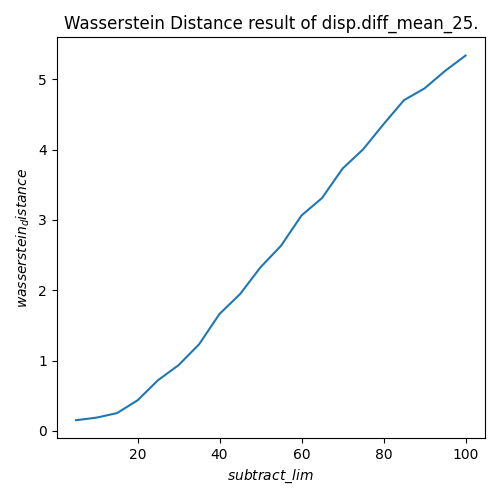 Wasserstein Distance result of disp.diff_mean_25.
5
4
3
2
1
0
wasserstein_distance
20 40 60 80 100
subtract_lim